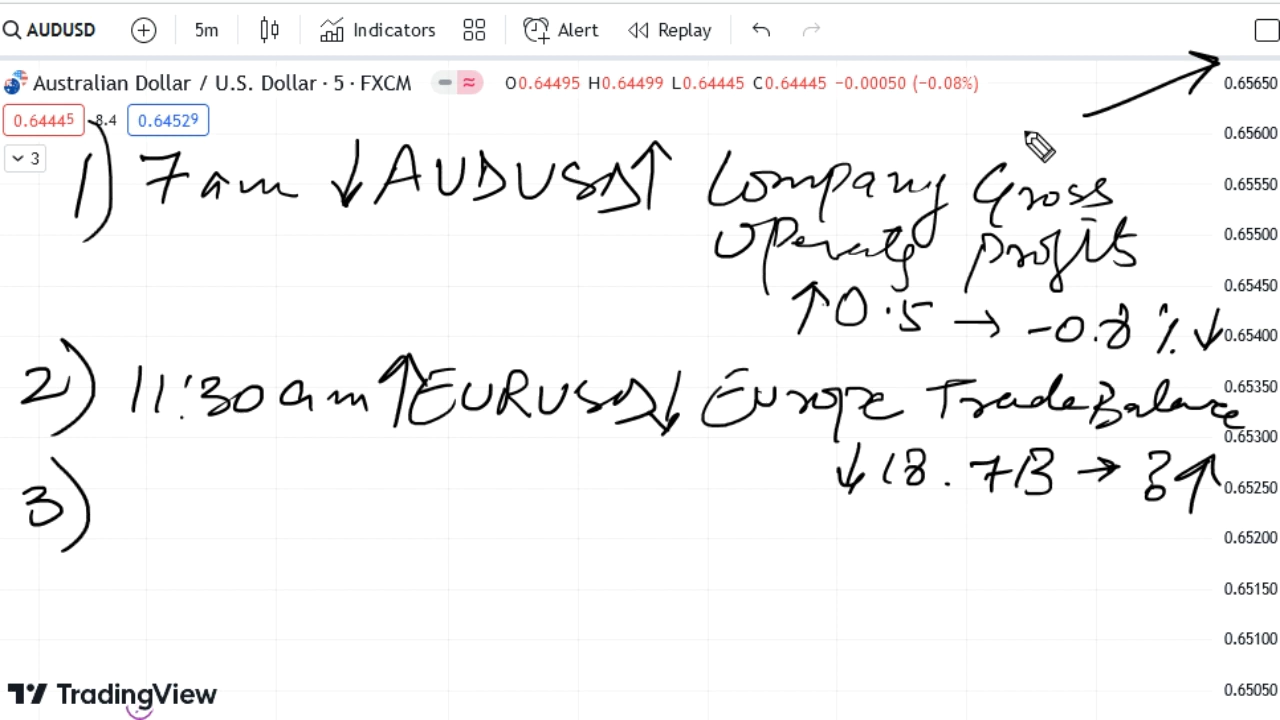 AUDUSD 5m Indicators Alert Replay
Australian Dollar / U.S. Dollar · 5 · FXCM O0.64495 H0.64499 L0.64445 C0.64445 −0.00050 (−0.08%)
0.64445 8.4 0.64529
3
1) 7am ↓AUDUSD↑ Company Gross
Profits
↑0.5 → -0.8%↓
2) 11:30am ↑EURUSD↓ Europe Trade Balance
↓18.7B → ↑
3)
0.65650
0.65600
0.65550
0.65500
0.65450
0.65400
0.65350
0.65300
0.65250
0.65200
0.65150
0.65100
0.65050
TradingView